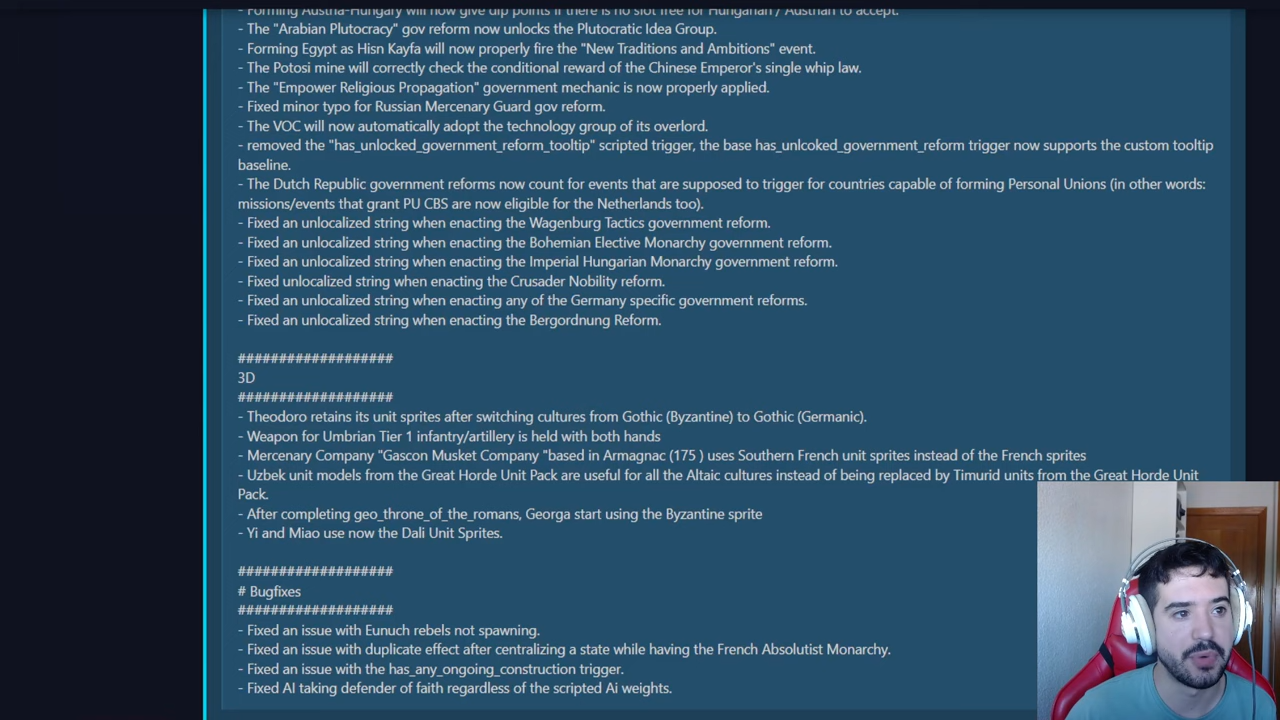 - Forming Austria-Hungary will now give dip points if there is no slot free for Hungarian / Austrian to accept.
- The "Arabian Plutocracy" gov reform now unlocks the Plutocratic Idea Group.
- Forming Egypt as Hisn Kayfa will now properly fire the "New Traditions and Ambitions" event.
- The Potosi mine will correctly check the conditional reward of the Chinese Emperor's single whip law.
- The "Empower Religious Propagation" government mechanic is now properly applied.
- Fixed minor typo for Russian Mercenary Guard gov reform.
- The VOC will now automatically adopt the technology group of its overlord.
- removed the "has_unlocked_government_reform_tooltip" scripted trigger, the base has_unlcoked_government_reform trigger now supports the custom tooltip
baseline.
- The Dutch Republic government reforms now count for events that are supposed to trigger for countries capable of forming Personal Unions (in other words:
missions/events that grant PU CBS are now eligible for the Netherlands too).
- Fixed an unlocalized string when enacting the Wagenburg Tactics government reform.
- Fixed an unlocalized string when enacting the Bohemian Elective Monarchy government reform.
- Fixed an unlocalized string when enacting the Imperial Hungarian Monarchy government reform.
- Fixed unlocalized string when enacting the Crusader Nobility reform.
- Fixed an unlocalized string when enacting any of the Germany specific government reforms.
- Fixed an unlocalized string when enacting the Bergordnung Reform.
###################
3D
###################
- Theodoro retains its unit sprites after switching cultures from Gothic (Byzantine) to Gothic (Germanic).
- Weapon for Umbrian Tier 1 infantry/artillery is held with both hands
- Mercenary Company "Gascon Musket Company "based in Armagnac (175 ) uses Southern French unit sprites instead of the French sprites
- Uzbek unit models from the Great Horde Unit Pack are useful for all the Altaic cultures instead of being replaced by Timurid units from the Great Horde Unit
Pack.
- After completing geo_throne_of_the_romans, Georga start using the Byzantine sprite
- Yi and Miao use now the Dali Unit Sprites.
###################
# Bugfixes
###################
- Fixed an issue with Eunuch rebels not spawning.
- Fixed an issue with duplicate effect after centralizing a state while having the French Absolutist Monarchy.
- Fixed an issue with the has_any_ongoing_construction trigger.
- Fixed AI taking defender of faith regardless of the scripted Ai weights.